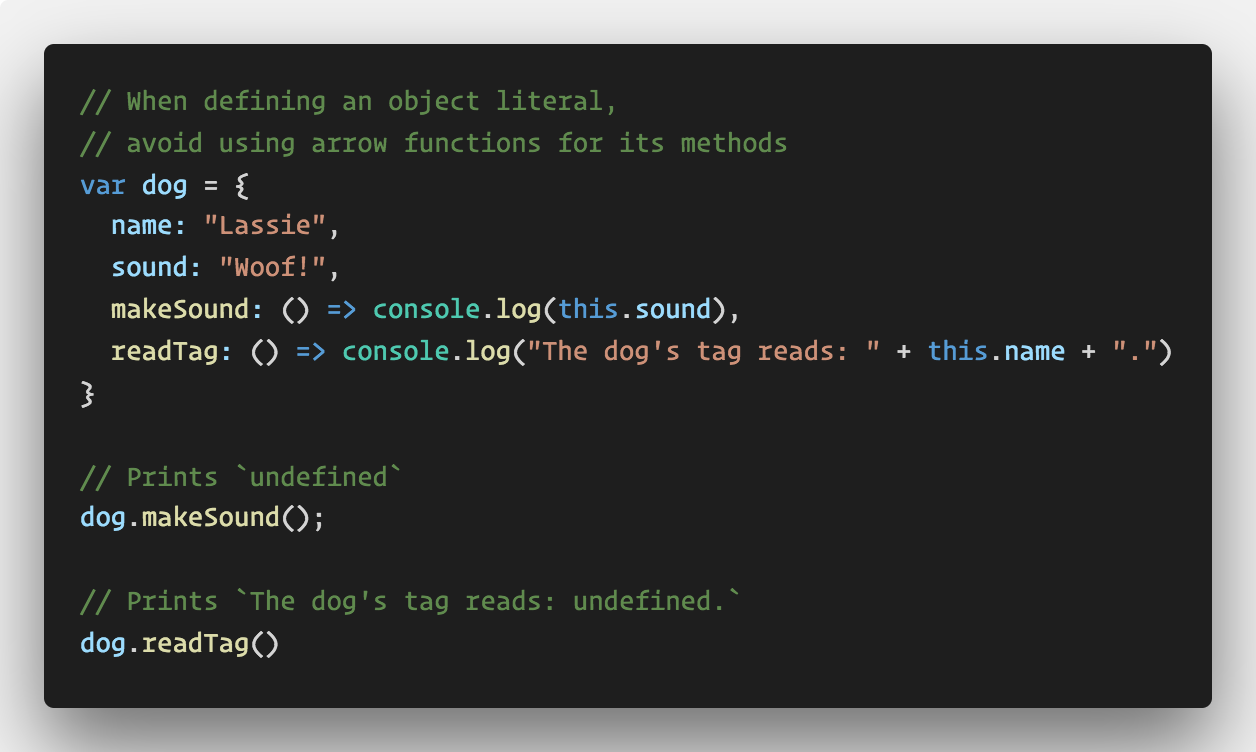 // When defining an object literal,
// avoid using arrow functions for its methods
var dog = {
  name: "Lassie",
  sound: "Woof!",
  makeSound: () => console.log(this.sound),
  readTag: () => console.log("The dog's tag reads: " + this.name + ".")
}

// Prints `undefined`
dog.makeSound();

// Prints `The dog's tag reads: undefined.`
dog.readTag()